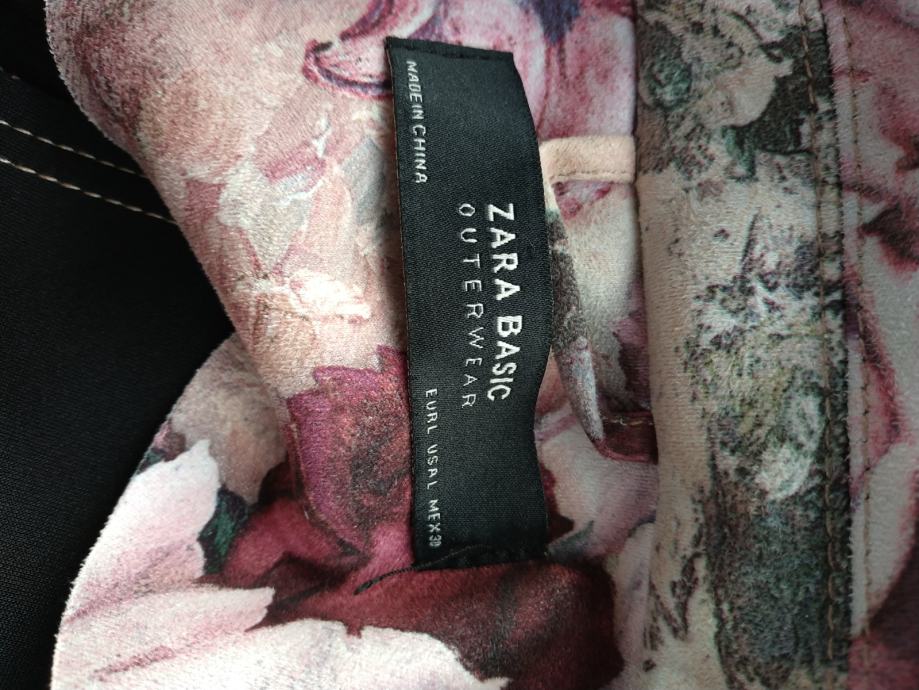 MADE IN CHINA
ZARA BASIC
OUTERWEAR
EUR L USA L MEX 30